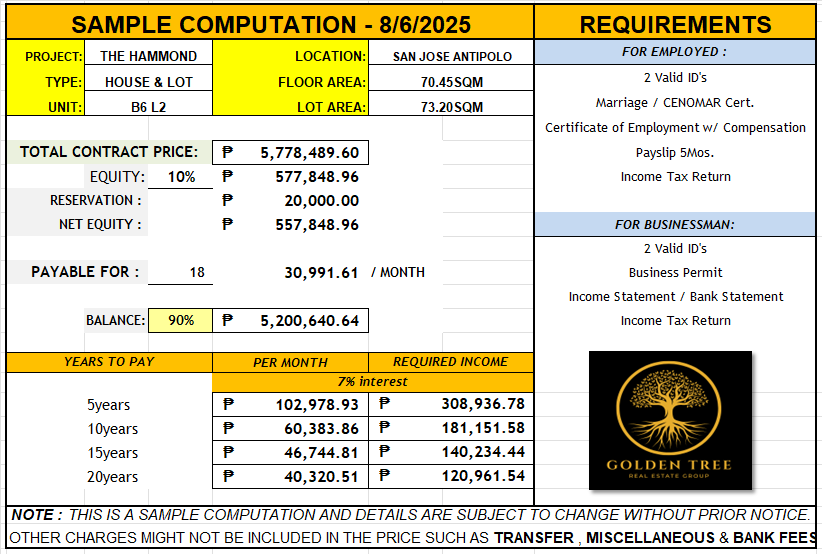 SAMPLE COMPUTATION - 8/6/2025
PROJECT: THE HAMMOND LOCATION: SAN JOSE ANTIPOLO
TYPE: HOUSE & LOT FLOOR AREA: 70.45SQM
UNIT: B6 L2 LOT AREA: 73.20SQM
TOTAL CONTRACT PRICE: ₱ 5,778,489.60
EQUITY: 10% ₱ 577,848.96
RESERVATION : ₱ 20,000.00
NET EQUITY : ₱ 557,848.96
PAYABLE FOR : 18 30,991.61 / MONTH
BALANCE: 90% ₱ 5,200,640.64
YEARS TO PAY PER MONTH REQUIRED INCOME
7% interest
5years ₱ 102,978.93 ₱ 308,936.78
10years ₱ 60,383.86 ₱ 181,151.58
15years ₱ 46,744.81 ₱ 140,234.44
20years ₱ 40,320.51 ₱ 120,961.54
REQUIREMENTS
FOR EMPLOYED :
2 Valid ID's
Marriage / CENOMAR Cert.
Certificate of Employment w/ Compensation
Payslip 5Mos.
Income Tax Return
FOR BUSINESSMAN:
2 Valid ID's
Business Permit
Income Statement / Bank Statement
Income Tax Return
GOLDEN TREE
REAL ESTATE GROUP
NOTE : THIS IS A SAMPLE COMPUTATION AND DETAILS ARE SUBJECT TO CHANGE WITHOUT PRIOR NOTICE.
OTHER CHARGES MIGHT NOT BE INCLUDED IN THE PRICE SUCH AS TRANSFER , MISCELLANEOUS & BANK FEES